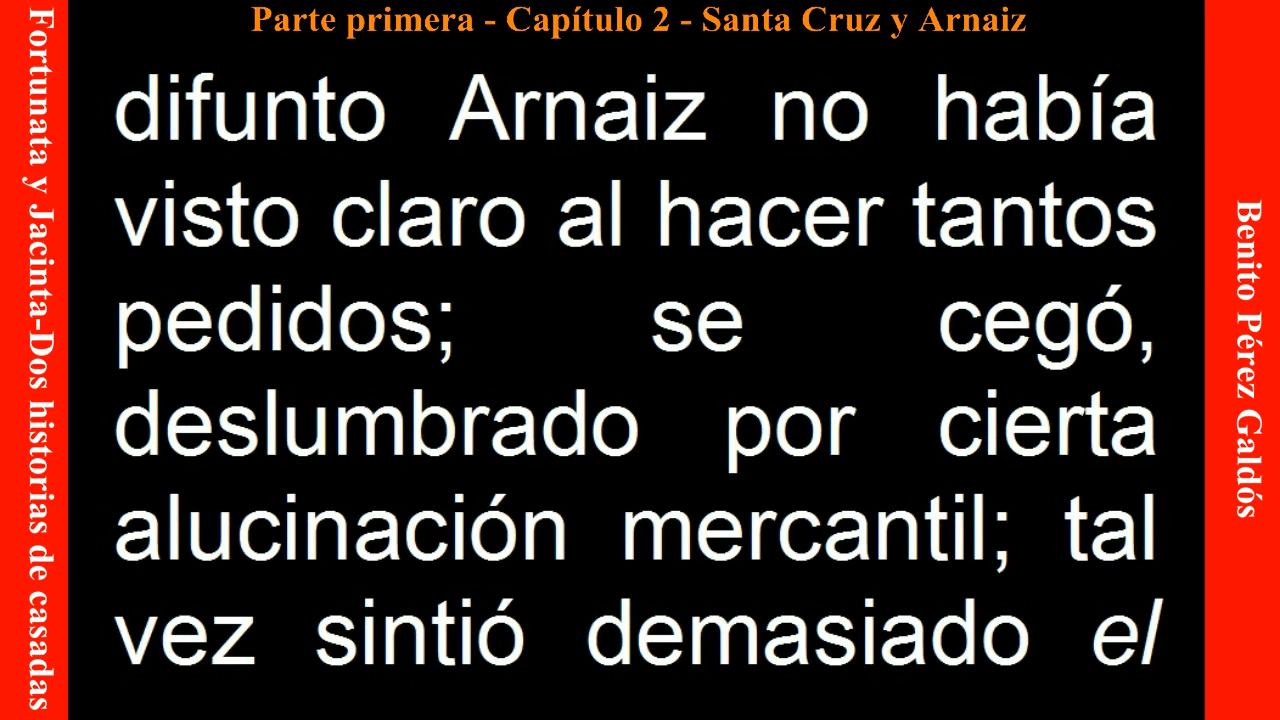 Parte primera - Capítulo 2 - Santa Cruz y Arnaiz
Fortunata y Jacinta-Dos historias de casadas
difunto Arnaiz no había
visto claro al hacer tantos
pedidos; se cegó,
deslumbrado por cierta
alucinación mercantil; tal
vez sintió demasiado el
Benito Pérez Galdós